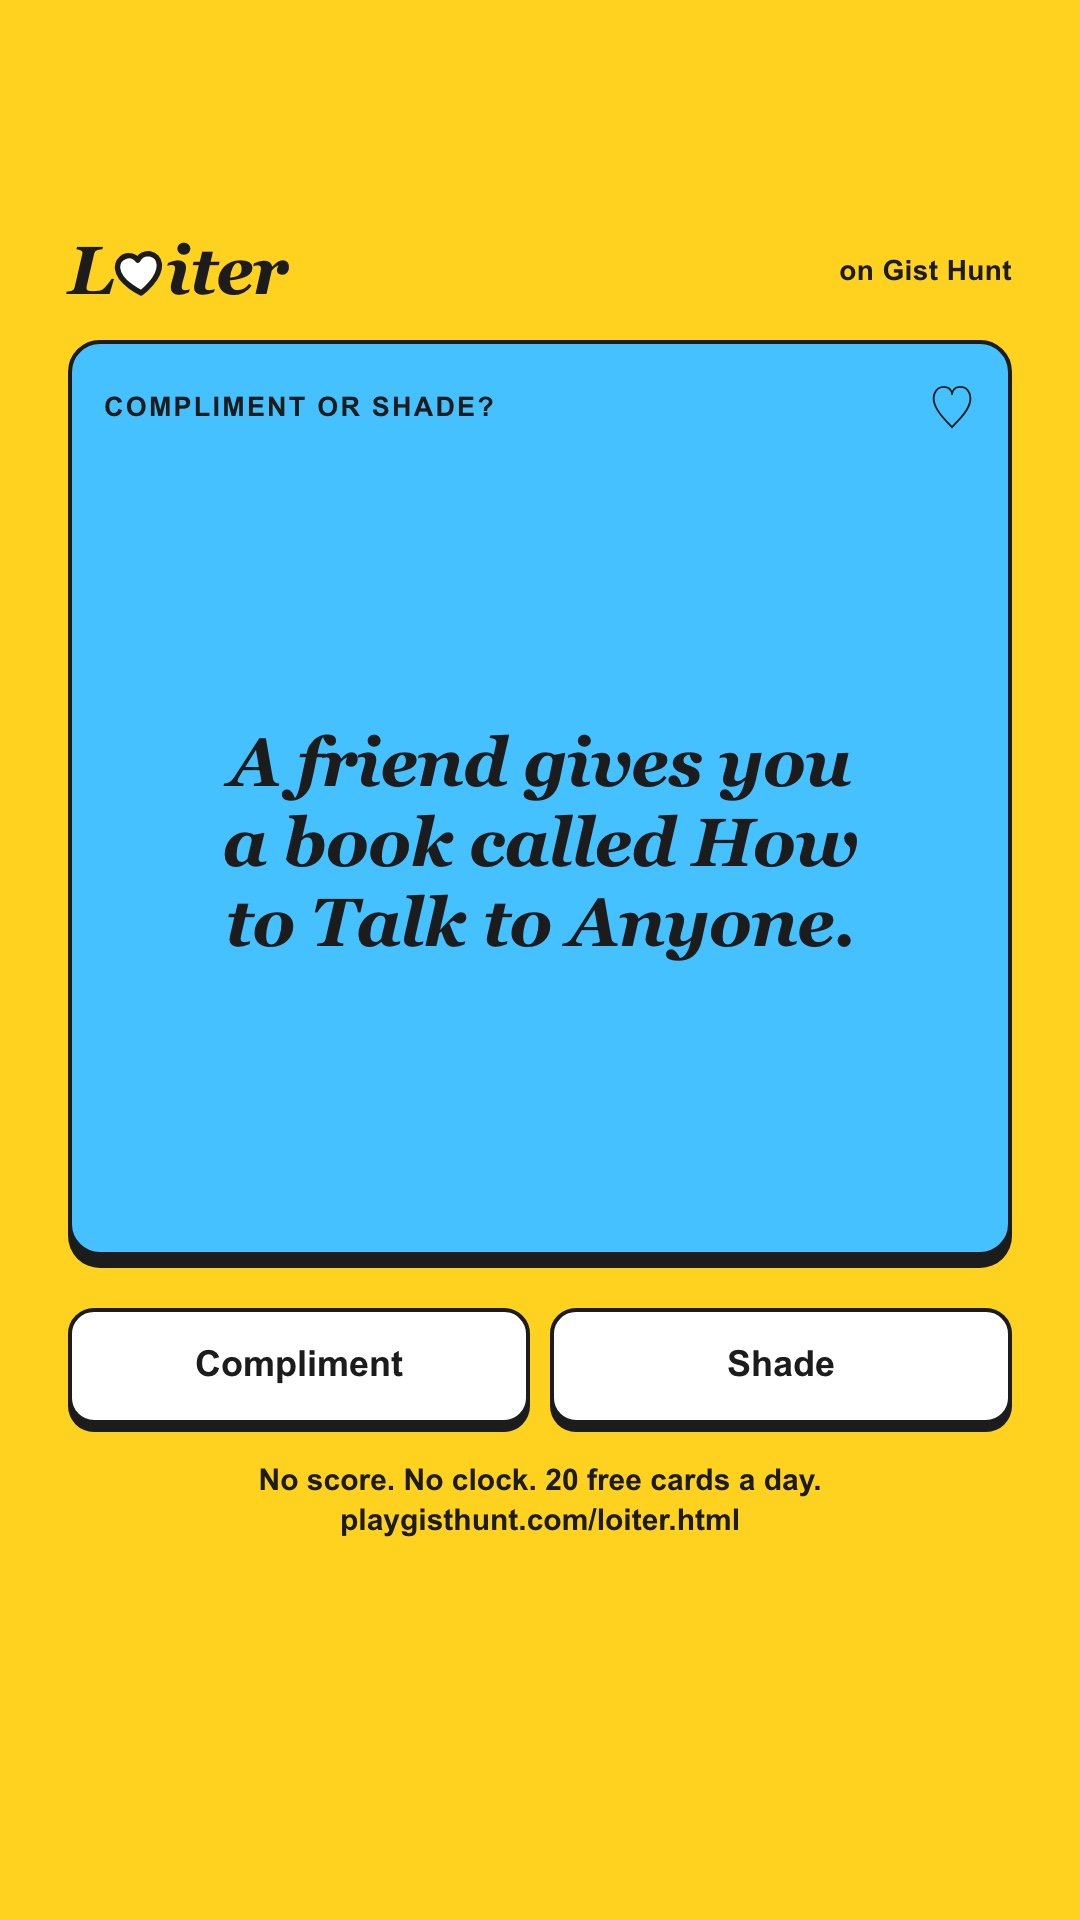 Loiter
on Gist Hunt
COMPLIMENT OR SHADE?
A friend gives you
a book called How
to Talk to Anyone.
Compliment
Shade
No score. No clock. 20 free cards a day.
playgisthunt.com/loiter.html